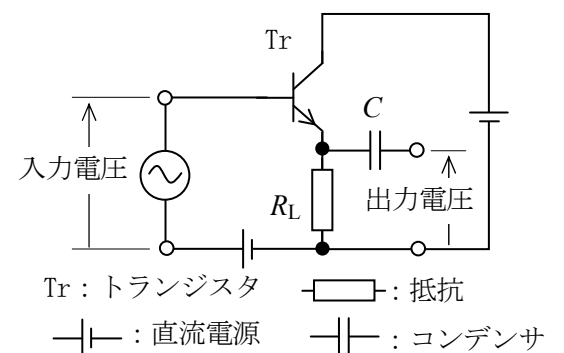 Tr
C
入力電圧
出力電圧
RL
Tr：トランジスタ
：抵抗
：直流電源
：コンデンサ